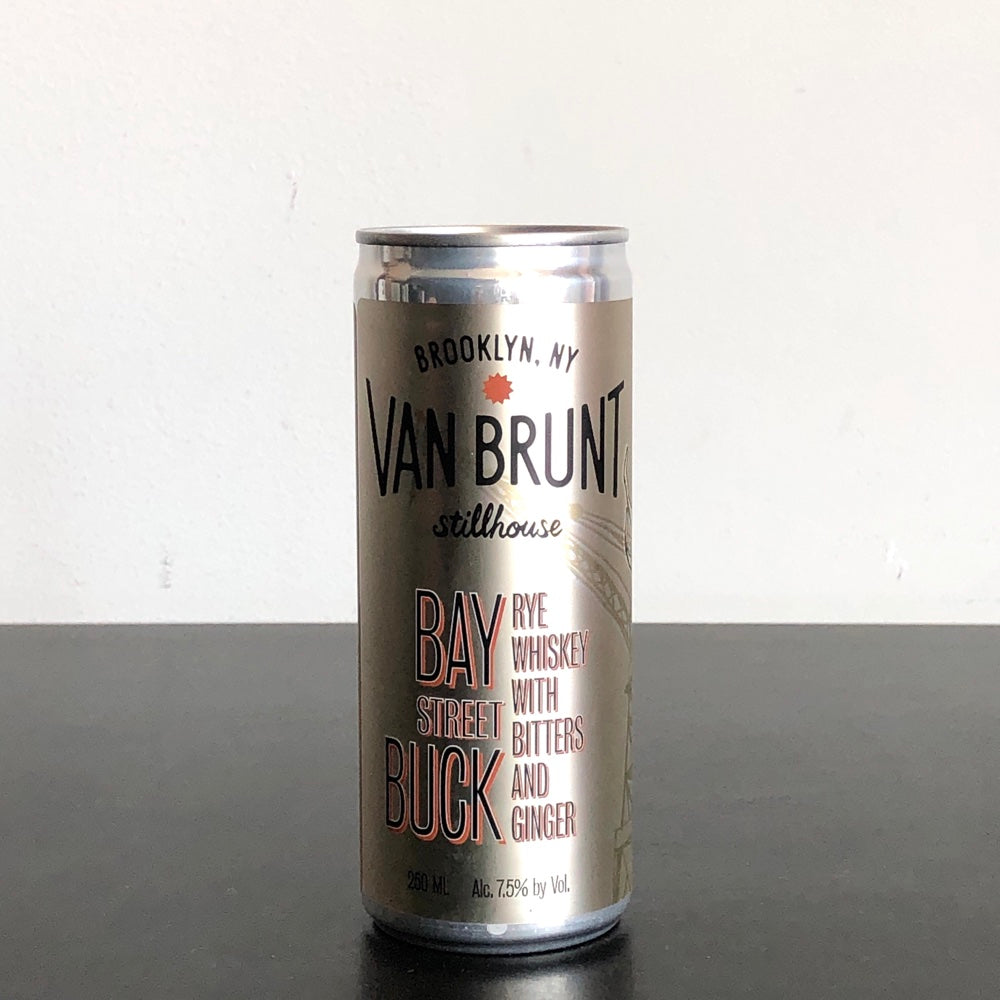 BROOKLYN, NY
VAN BRUNT
stillhouse
BAY
STREET
BUCK
RYE
WHISKEY
WITH
BITTERS
AND
GINGER
250 ML Alc. 7.5% by Vol.